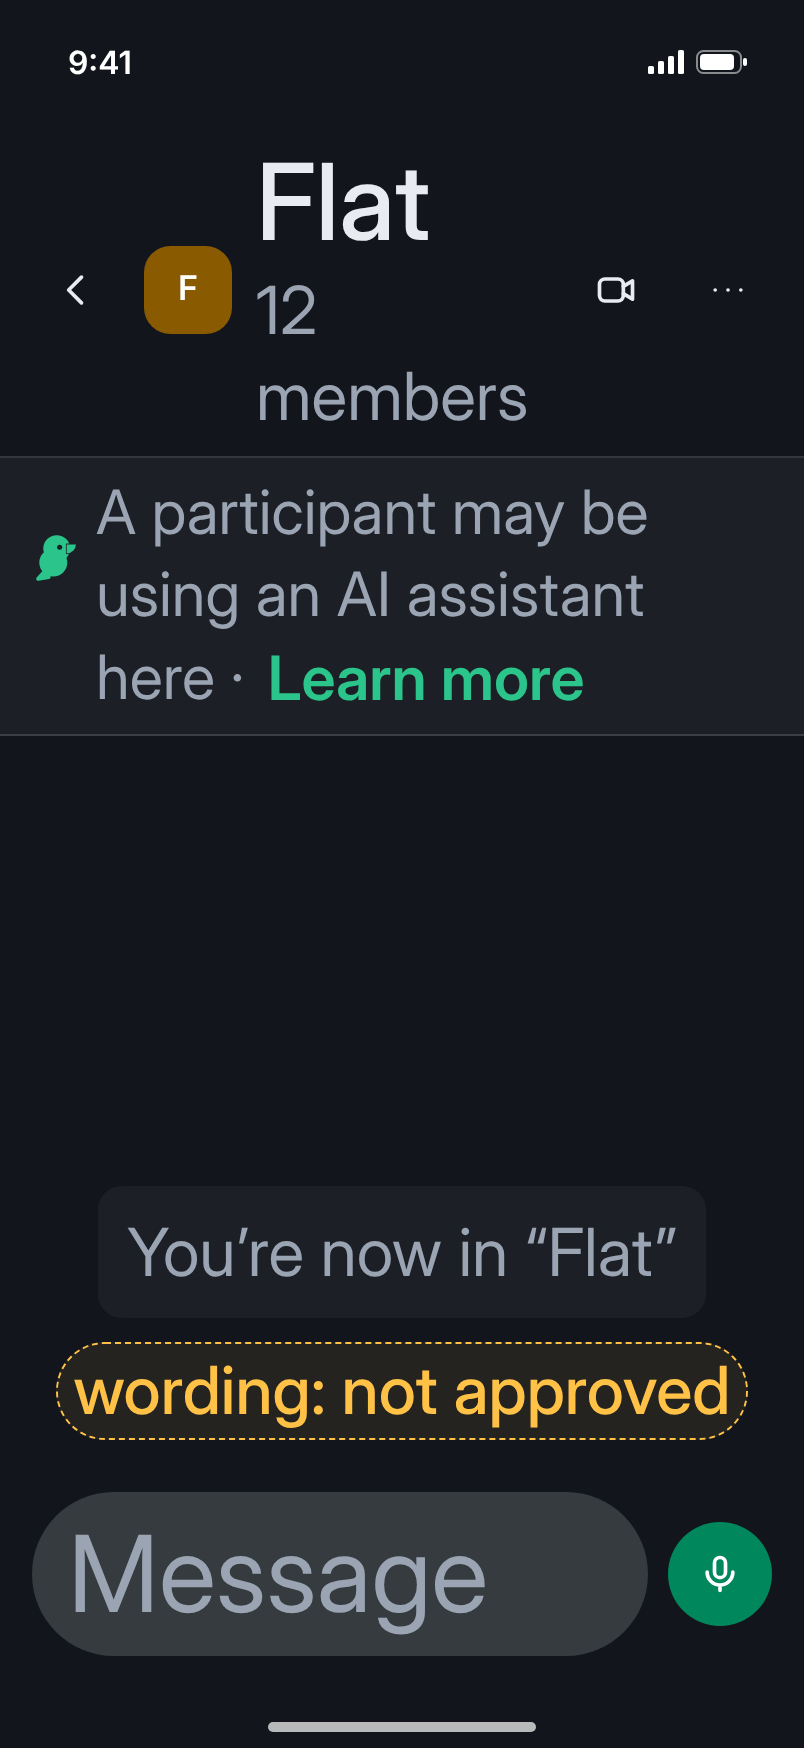 9:41
Flat
F
12
members
A participant may be
using an AI assistant
here · Learn more
You’re now in “Flat”
wording: not approved
Message